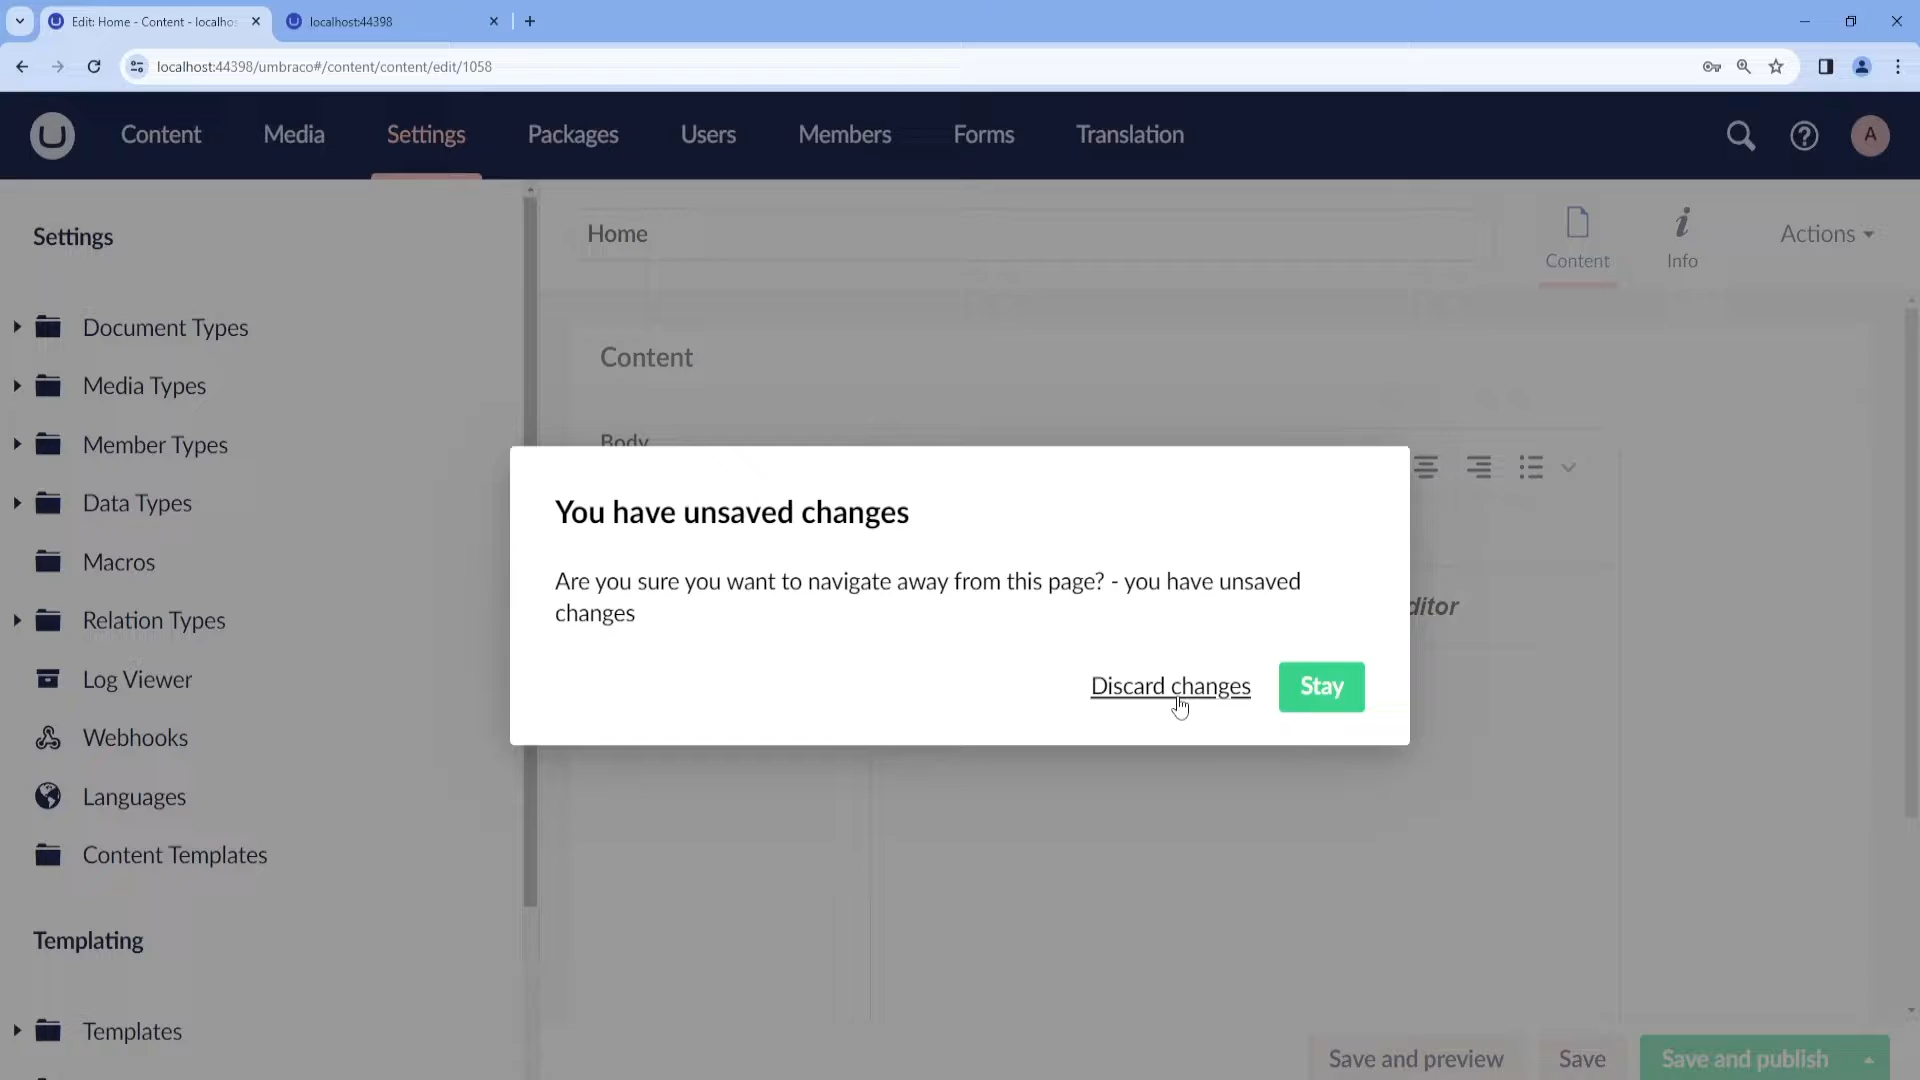 Edit: Home - Content - localho
localhost:44398
localhost:44398/umbraco#/content/content/edit/1058
Content
Media
Settings
Packages
Users
Members
Forms
Translation
A
Settings
Document Types
Media Types
Member Types
Data Types
Macros
Relation Types
Log Viewer
Webhooks
Languages
Content Templates
Templating
Templates
Home
Content
Info
Actions
Content
Body
ditor
You have unsaved changes
Are you sure you want to navigate away from this page? - you have unsaved
changes
Discard changes
Stay
Save and preview
Save
Save and publish